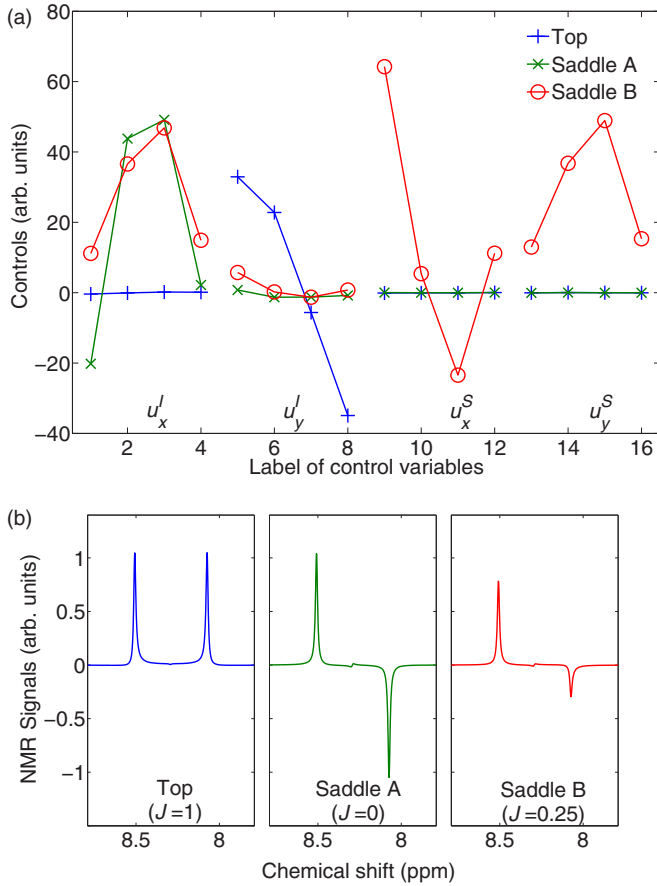 (a)
80
60
40
20
0
−20
−40
Controls (arb. units)
Top
Saddle A
Saddle B
u_x^I
u_y^I
u_x^S
u_y^S
2 4 6 8 10 12 14 16
Label of control variables
(b)
NMR Signals (arb. units)
1
0.5
0
−0.5
−1
Top
(J=1)
Saddle A
(J=0)
Saddle B
(J=0.25)
8.5 8 8.5 8 8.5 8
Chemical shift (ppm)